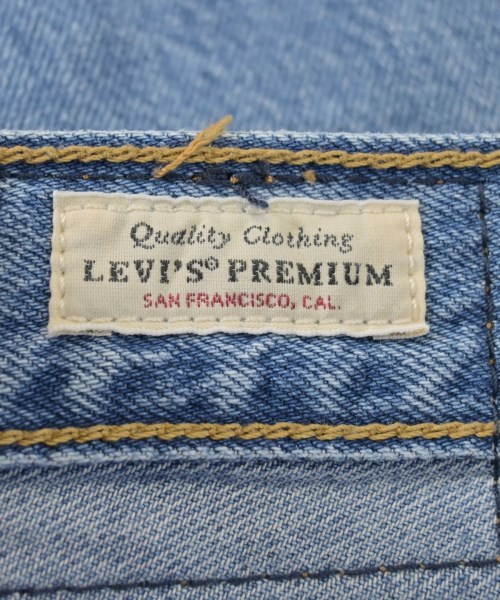 Quality Clothing
LEVI'S® PREMIUM
SAN FRANCISCO, CAL.